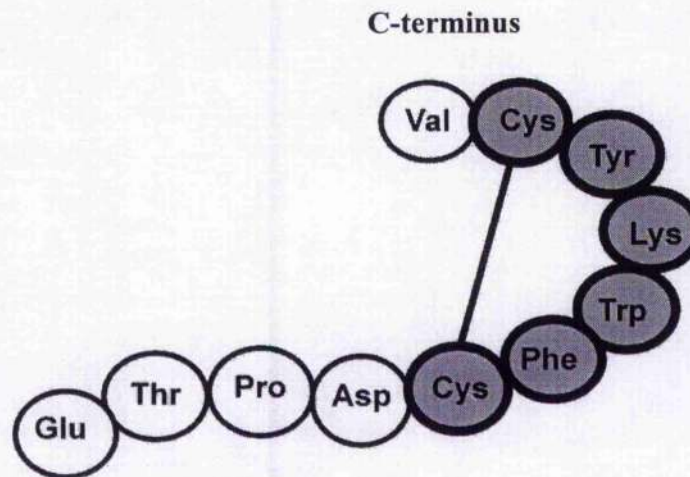 C-terminus
Val Cys
Tyr
Lys
Trp
Phe
Cys
Asp
Pro
Thr
Glu